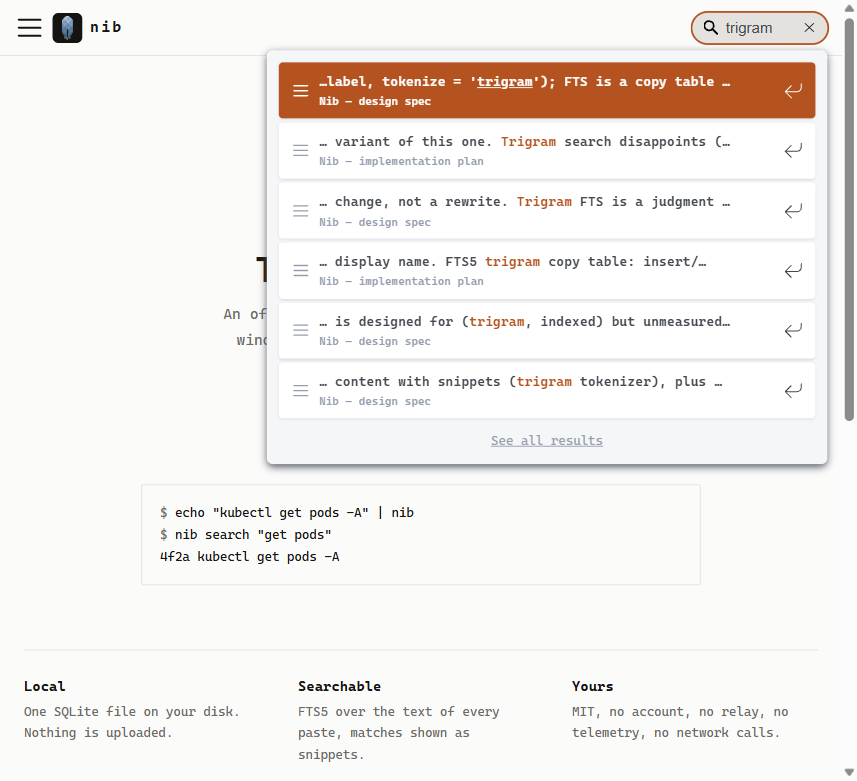 nib
trigram
…label, tokenize = 'trigram'); FTS is a copy table …
Nib — design spec
… variant of this one. Trigram search disappoints (…
Nib — implementation plan
… change, not a rewrite. Trigram FTS is a judgment …
Nib — design spec
… display name. FTS5 trigram copy table: insert/…
Nib — implementation plan
… is designed for (trigram, indexed) but unmeasured…
Nib — design spec
… content with snippets (trigram tokenizer), plus …
Nib — design spec
See all results
An of
$ echo "kubectl get pods -A" | nib
$ nib search "get pods"
4f2a kubectl get pods -A
Local
One SQLite file on your disk.
Nothing is uploaded.
Searchable
FTS5 over the text of every
paste, matches shown as
snippets.
Yours
MIT, no account, no relay, no
telemetry, no network calls.